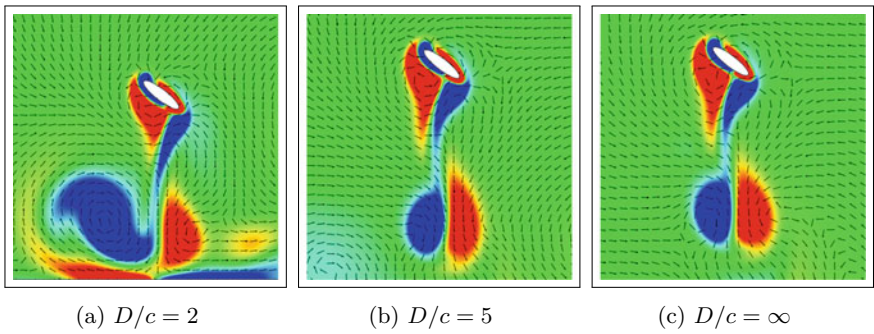 (a) D/c = 2
(b) D/c = 5
(c) D/c = ∞